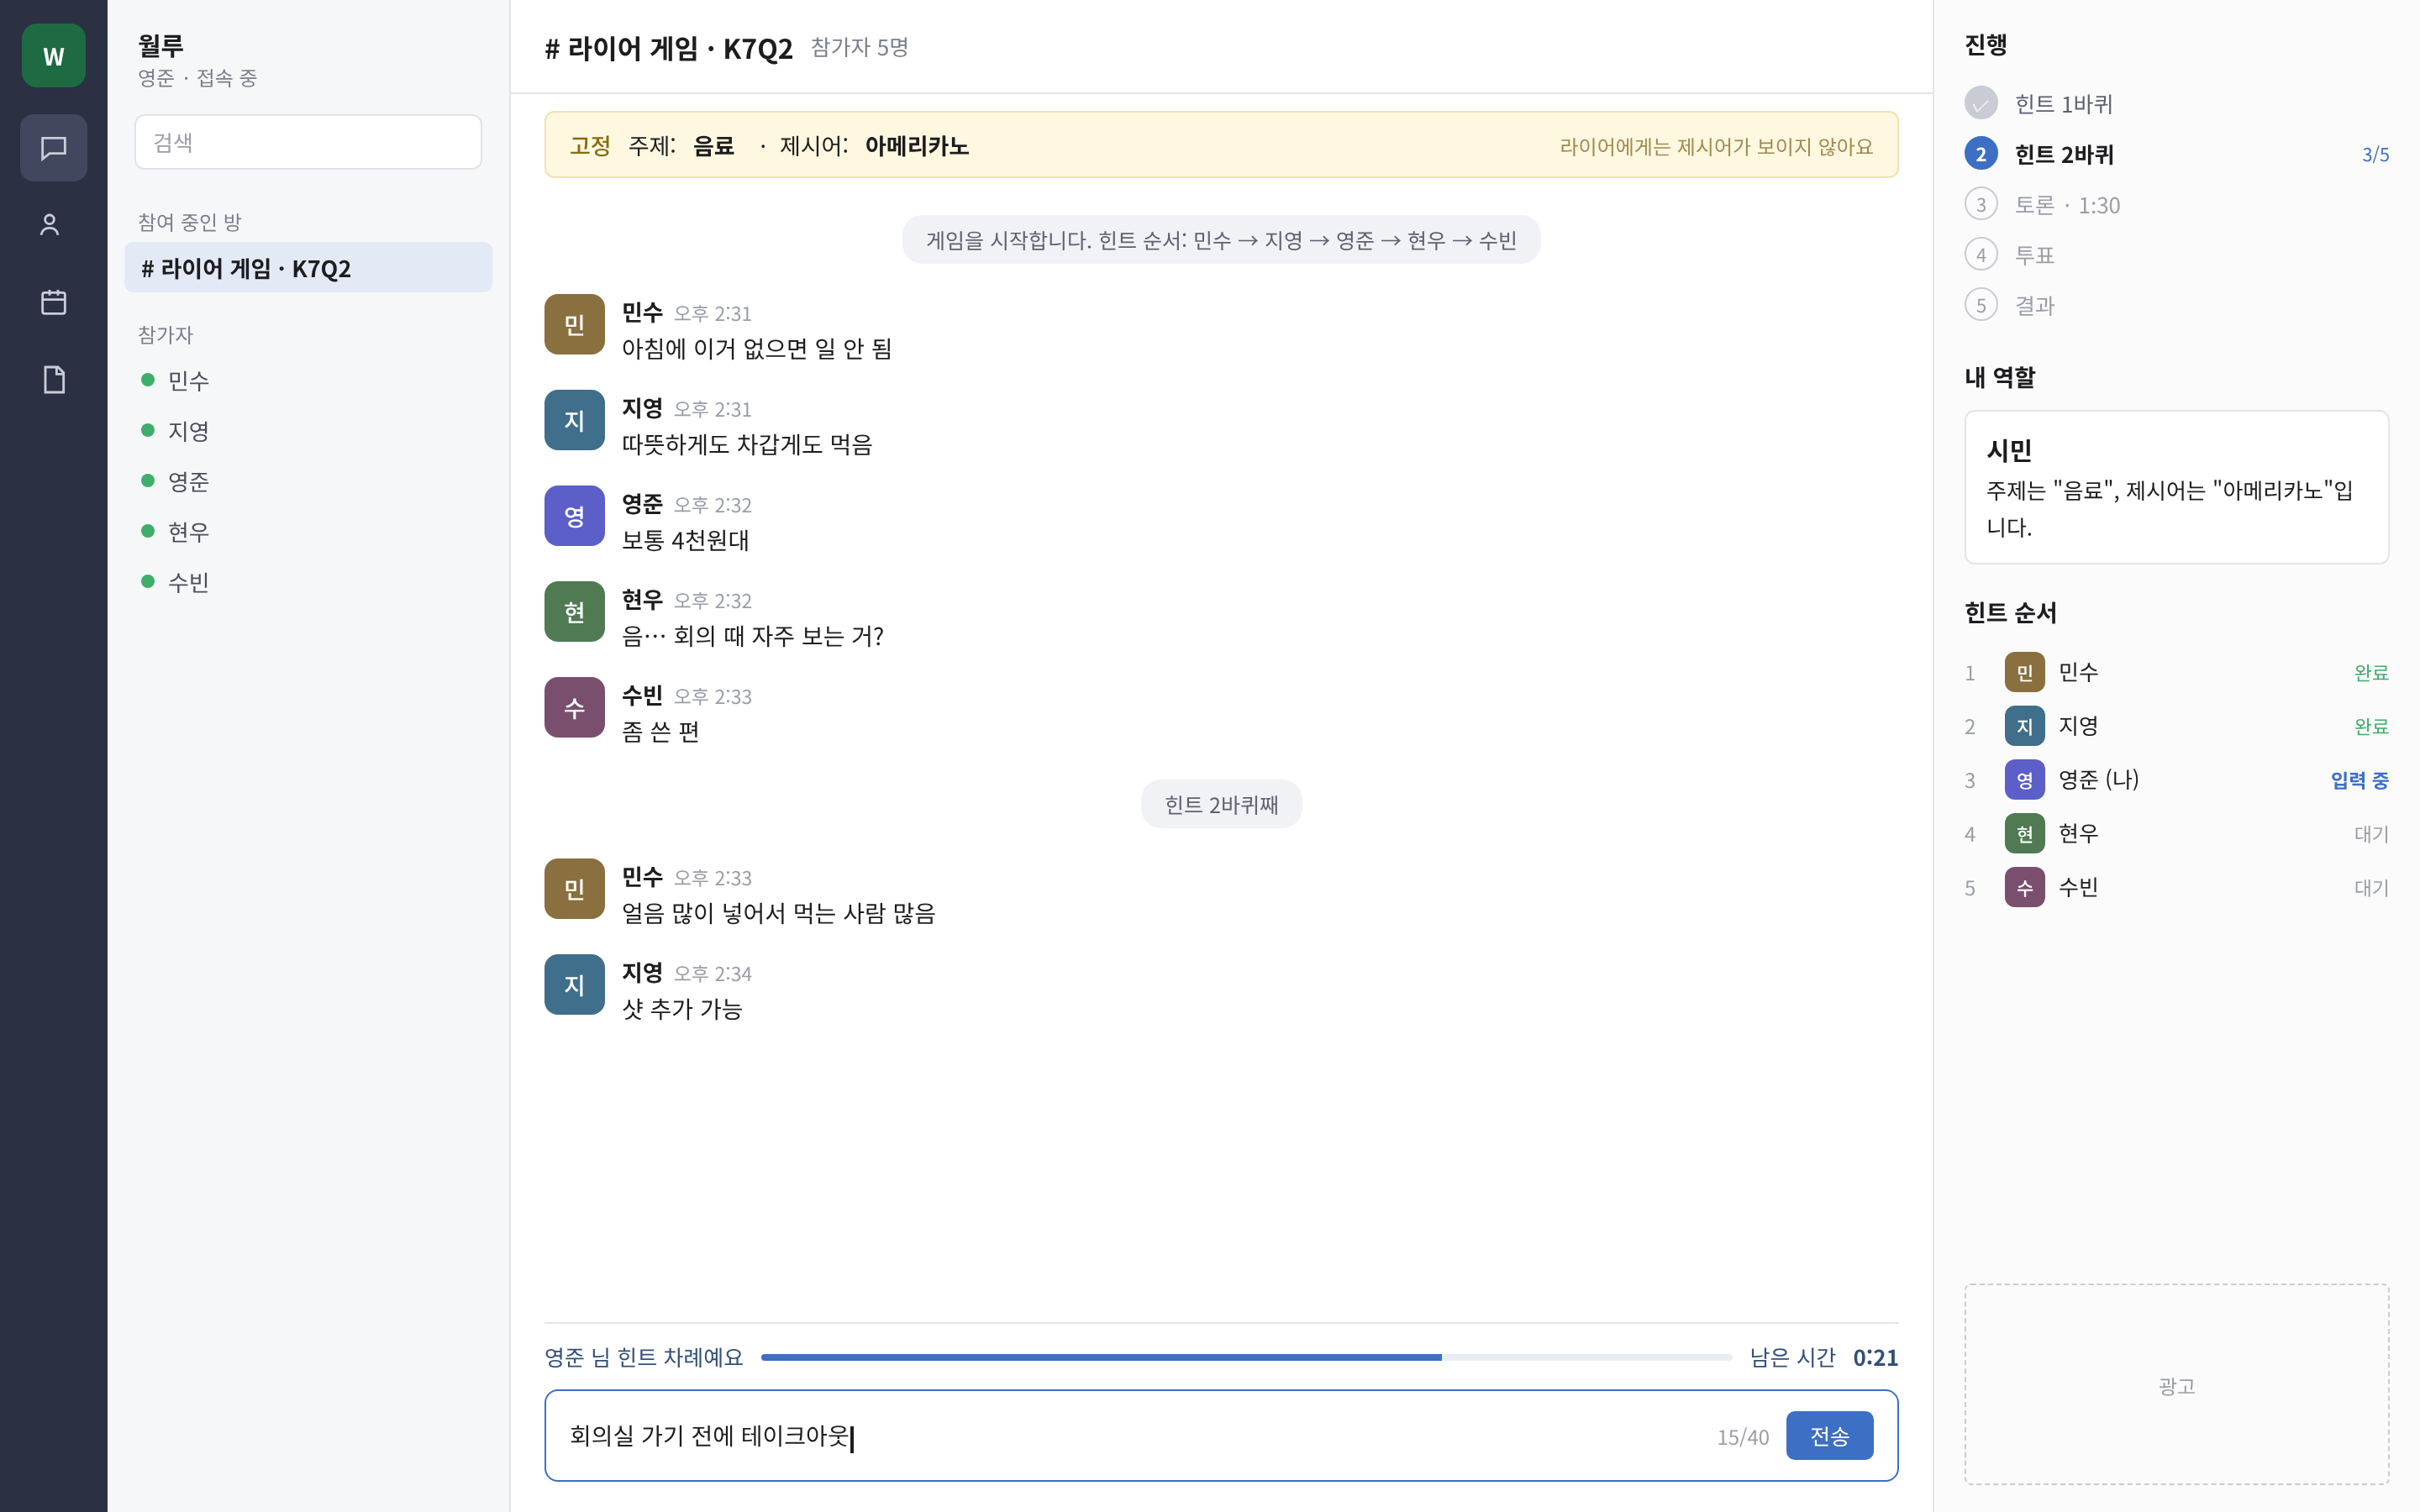 W
월루
영준 · 접속 중
검색
참여 중인 방
# 라이어 게임 · K7Q2
참가자
민수
지영
영준
현우
수빈
# 라이어 게임 · K7Q2 참가자 5명
고정 주제: 음료 · 제시어: 아메리카노 라이어에게는 제시어가 보이지 않아요
게임을 시작합니다. 힌트 순서: 민수 → 지영 → 영준 → 현우 → 수빈
민 민수 오후 2:31
아침에 이거 없으면 일 안 됨
지 지영 오후 2:31
따뜻하게도 차갑게도 먹음
영 영준 오후 2:32
보통 4천원대
현 현우 오후 2:32
음… 회의 때 자주 보는 거?
수 수빈 오후 2:33
좀 쓴 편
힌트 2바퀴째
민 민수 오후 2:33
얼음 많이 넣어서 먹는 사람 많음
지 지영 오후 2:34
샷 추가 가능
영준 님 힌트 차례예요 남은 시간 0:21
회의실 가기 전에 테이크아웃 15/40 전송
진행
✓ 힌트 1바퀴
2 힌트 2바퀴 3/5
3 토론 · 1:30
4 투표
5 결과
내 역할
시민
주제는 "음료", 제시어는 "아메리카노"입
니다.
힌트 순서
1 민 민수 완료
2 지 지영 완료
3 영 영준 (나) 입력 중
4 현 현우 대기
5 수 수빈 대기
광고